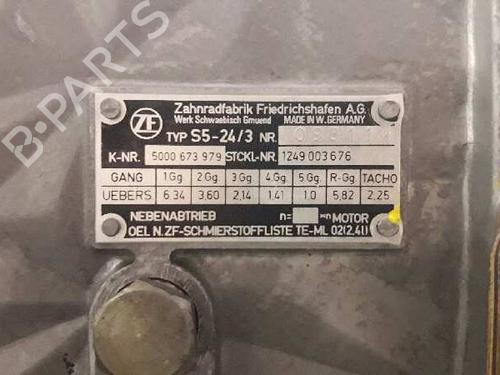 B-PARTS
ZF
Zahnradfabrik Friedrichshafen A.G.
Werk Schwaebisch Gmuend MADE IN W. GERMANY
TYP S5-24/3 NR.
K-NR. 5000 673 979 STCKL-NR. 1249 003 676
GANG 1.Gg 2.Gg 3.Gg 4.Gg 5.Gg R-Gg TACHO
UEBERS 6.34 3.60 2,14 1,41 1.0 5,82 2,25
NEBENABTRIEB n= MOTOR
OEL N.ZF-SCHMIERSTOFFLISTE TE-ML 02(2,41)